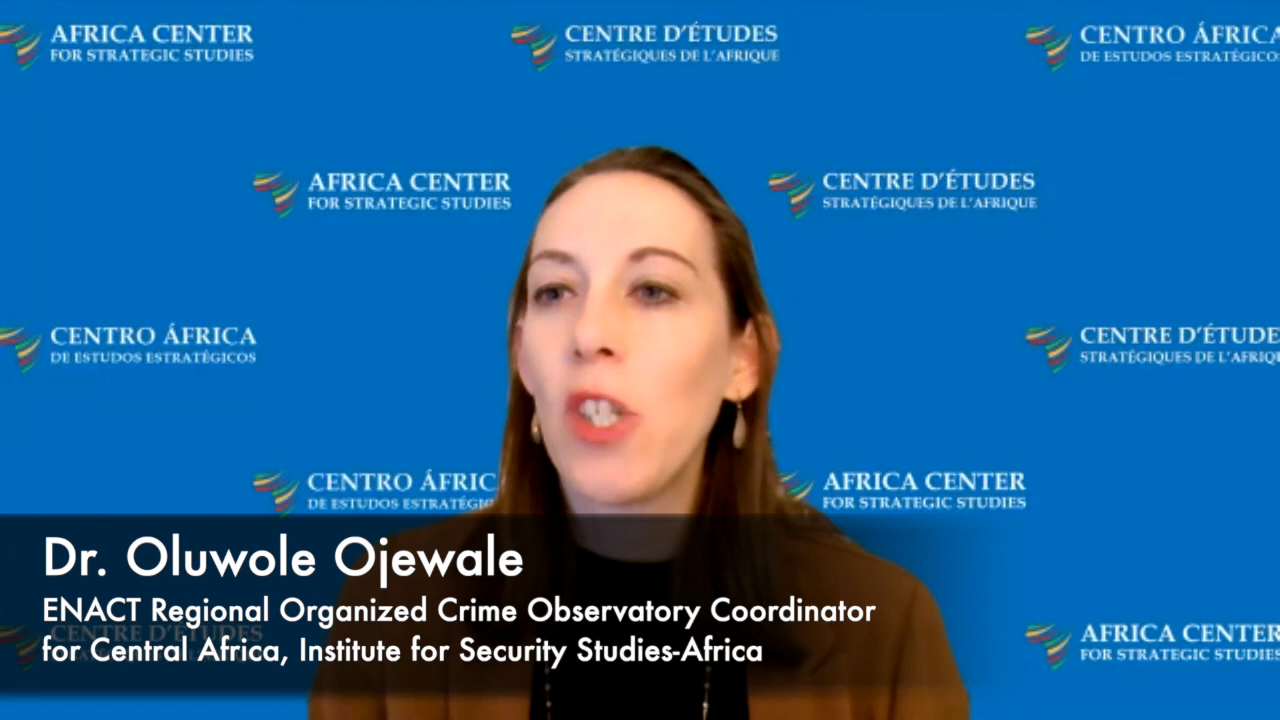 AFRICA CENTER
FOR STRATEGIC STUDIES
CENTRE D'ÉTUDES
STRATÉGIQUES DE L'AFRIQUE
CENTRO ÁFRICA
DE ESTUDOS ESTRATÉGICO
AFRICA CENTER
FOR STRATEGIC STUDIES
CENTRE D'ÉTUDES
STRATÉGIQUES DE L'AFRIQUE
CENTRO ÁFRICA
DE ESTUDOS ESTRATÉGICOS
CENTRE D'ÉTUDE
STRATÉGIQUES DE L'AFRIQ
CENTRO ÁFRIC
DE ESTUDOS ESTRATÉGIC
AFRICA CENTER
FOR STRATEGIC STUDIES
Dr. Oluwole Ojewale
ENACT Regional Organized Crime Observatory Coordinator
for Central Africa, Institute for Security Studies-Africa
CENTRE D'ÉTUDES
AFRICA CENTER
FOR STRATEGIC STUDIES